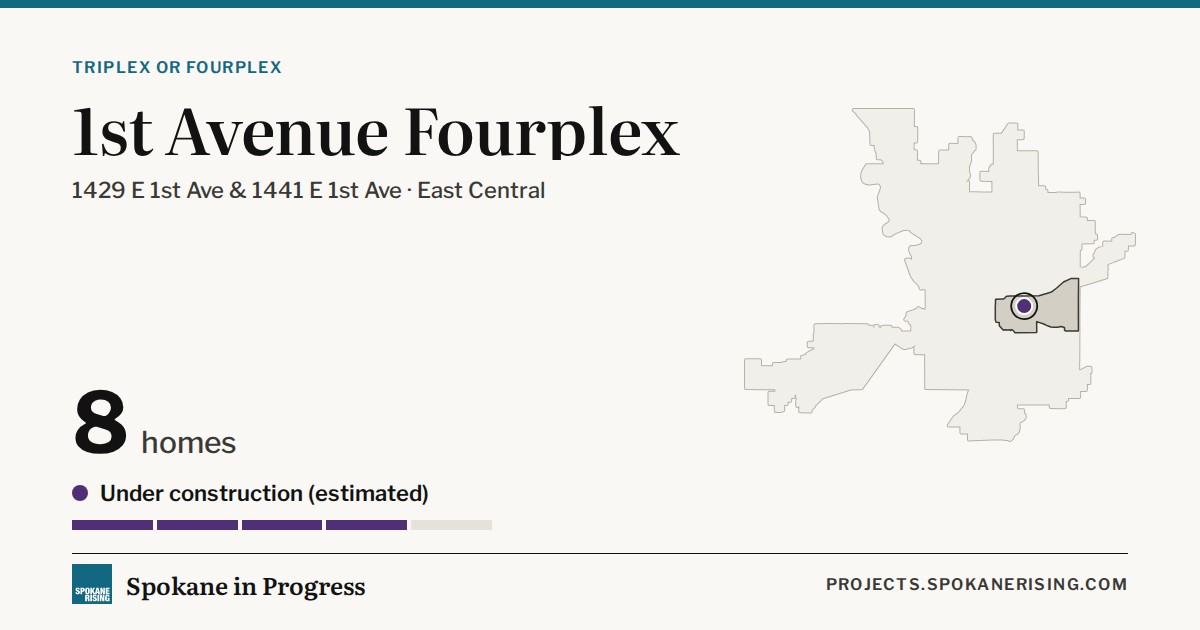 TRIPLEX OR FOURPLEX
1st Avenue Fourplex
1429 E 1st Ave & 1441 E 1st Ave · East Central
8 homes
Under construction (estimated)
SPOKANE
RISING
Spokane in Progress
PROJECTS.SPOKANERISING.COM